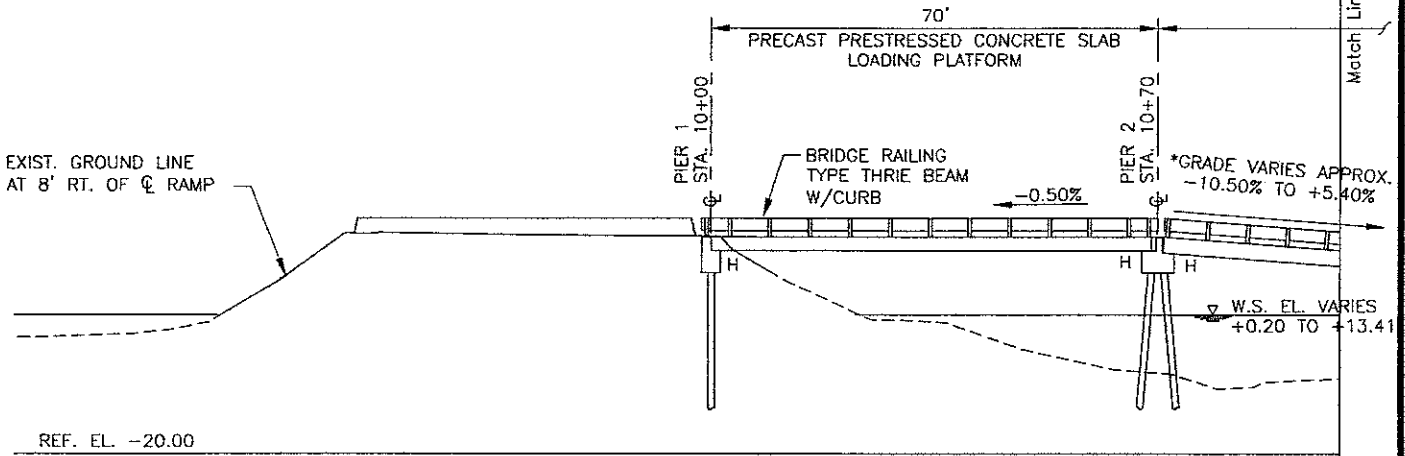 70'
PRECAST PRESTRESSED CONCRETE SLAB
LOADING PLATFORM
Match
PIER 1
STA. 10+00
PIER 2
STA. 10+70
EXIST. GROUND LINE
AT 8' RT. OF ℄ RAMP
BRIDGE RAILING
TYPE THRIE BEAM
W/CURB
-0.50%
*GRADE VARIES APPROX.
-10.50% TO +5.40%
℄
℄
H
H
H
W.S. EL. VARIES
+0.20 TO +13.41
REF. EL. -20.00